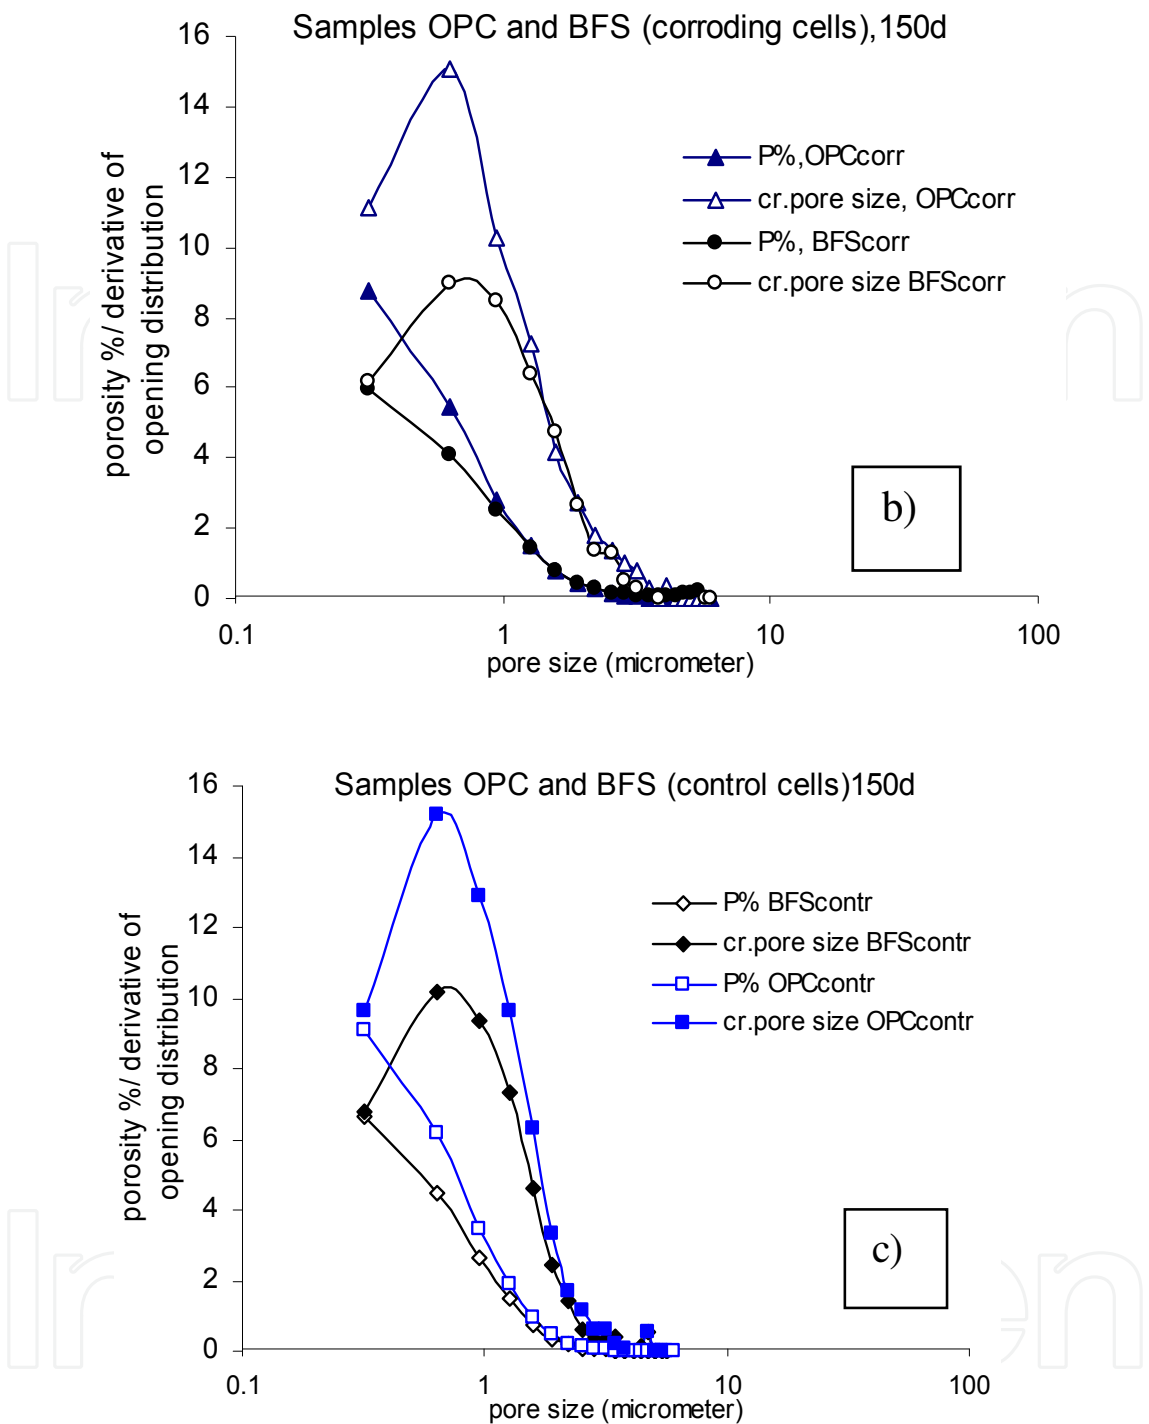 Samples OPC and BFS (corroding cells),150d
porosity %/ derivative of
opening distribution
16
14
12
10
8
6
4
2
0
P%,OPCcorr
cr.pore size, OPCcorr
P%, BFScorr
cr.pore size BFScorr
b)
0.1 1 10 100
pore size (micrometer)
Samples OPC and BFS (control cells)150d
porosity %/ derivative of
opening distribution
16
14
12
10
8
6
4
2
0
P% BFScontr
cr.pore size BFScontr
P% OPCcontr
cr.pore size OPCcontr
c)
0.1 1 10 100
pore size (micrometer)